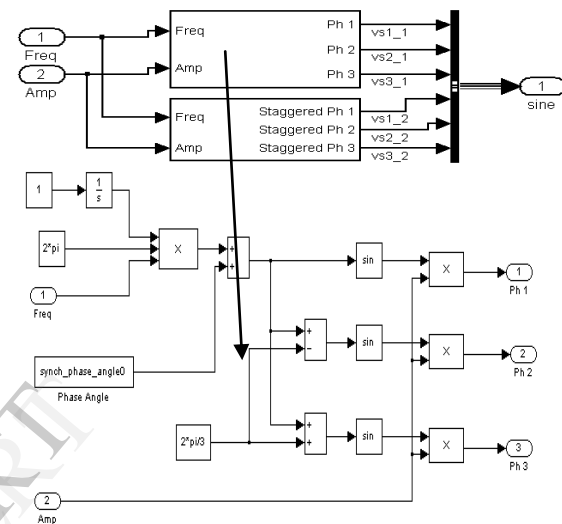 1
Freq
2
Amp
Freq
Amp
Ph 1
Ph 2
Ph 3
vs1_1
vs2_1
vs3_1
Freq
Amp
Staggered Ph 1
Staggered Ph 2
Staggered Ph 3
vs1_2
vs2_2
vs3_2
1
sine
1
1
s
2*pi
1
Freq
X
+
+
synch_phase_angle0
Phase Angle
2*pi/3
sin
X
1
Ph 1
+
−
sin
X
2
Ph 2
+
+
sin
X
3
Ph 3
2
Amp
RT